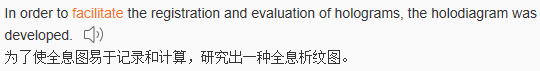 In order to facilitate the registration and evaluation of holograms, the holodiagram was
developed.
为了使全息图易于记录和计算，研究出一种全息析纹图。